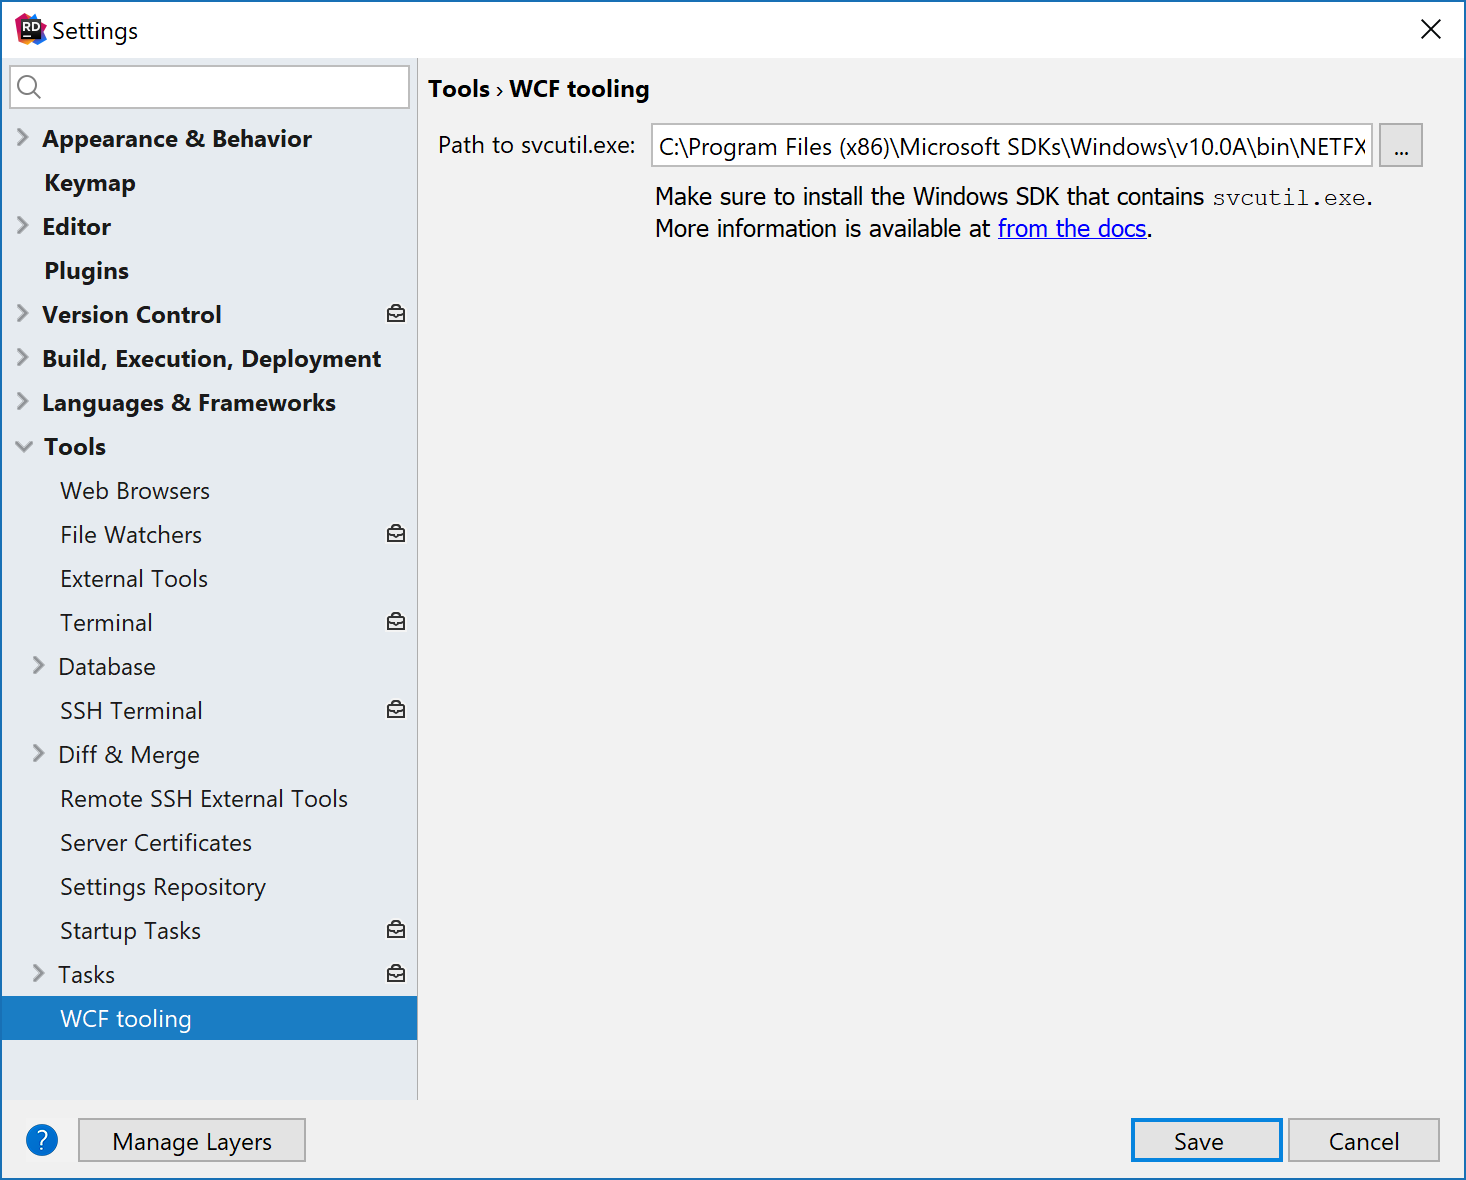 RD
Settings
Appearance & Behavior
Keymap
Editor
Plugins
Version Control
Build, Execution, Deployment
Languages & Frameworks
Tools
Web Browsers
File Watchers
External Tools
Terminal
Database
SSH Terminal
Diff & Merge
Remote SSH External Tools
Server Certificates
Settings Repository
Startup Tasks
Tasks
WCF tooling
Tools › WCF tooling
Path to svcutil.exe: C:\Program Files (x86)\Microsoft SDKs\Windows\v10.0A\bin\NETFX ...
Make sure to install the Windows SDK that contains svcutil.exe.
More information is available at from the docs.
? Manage Layers Save Cancel